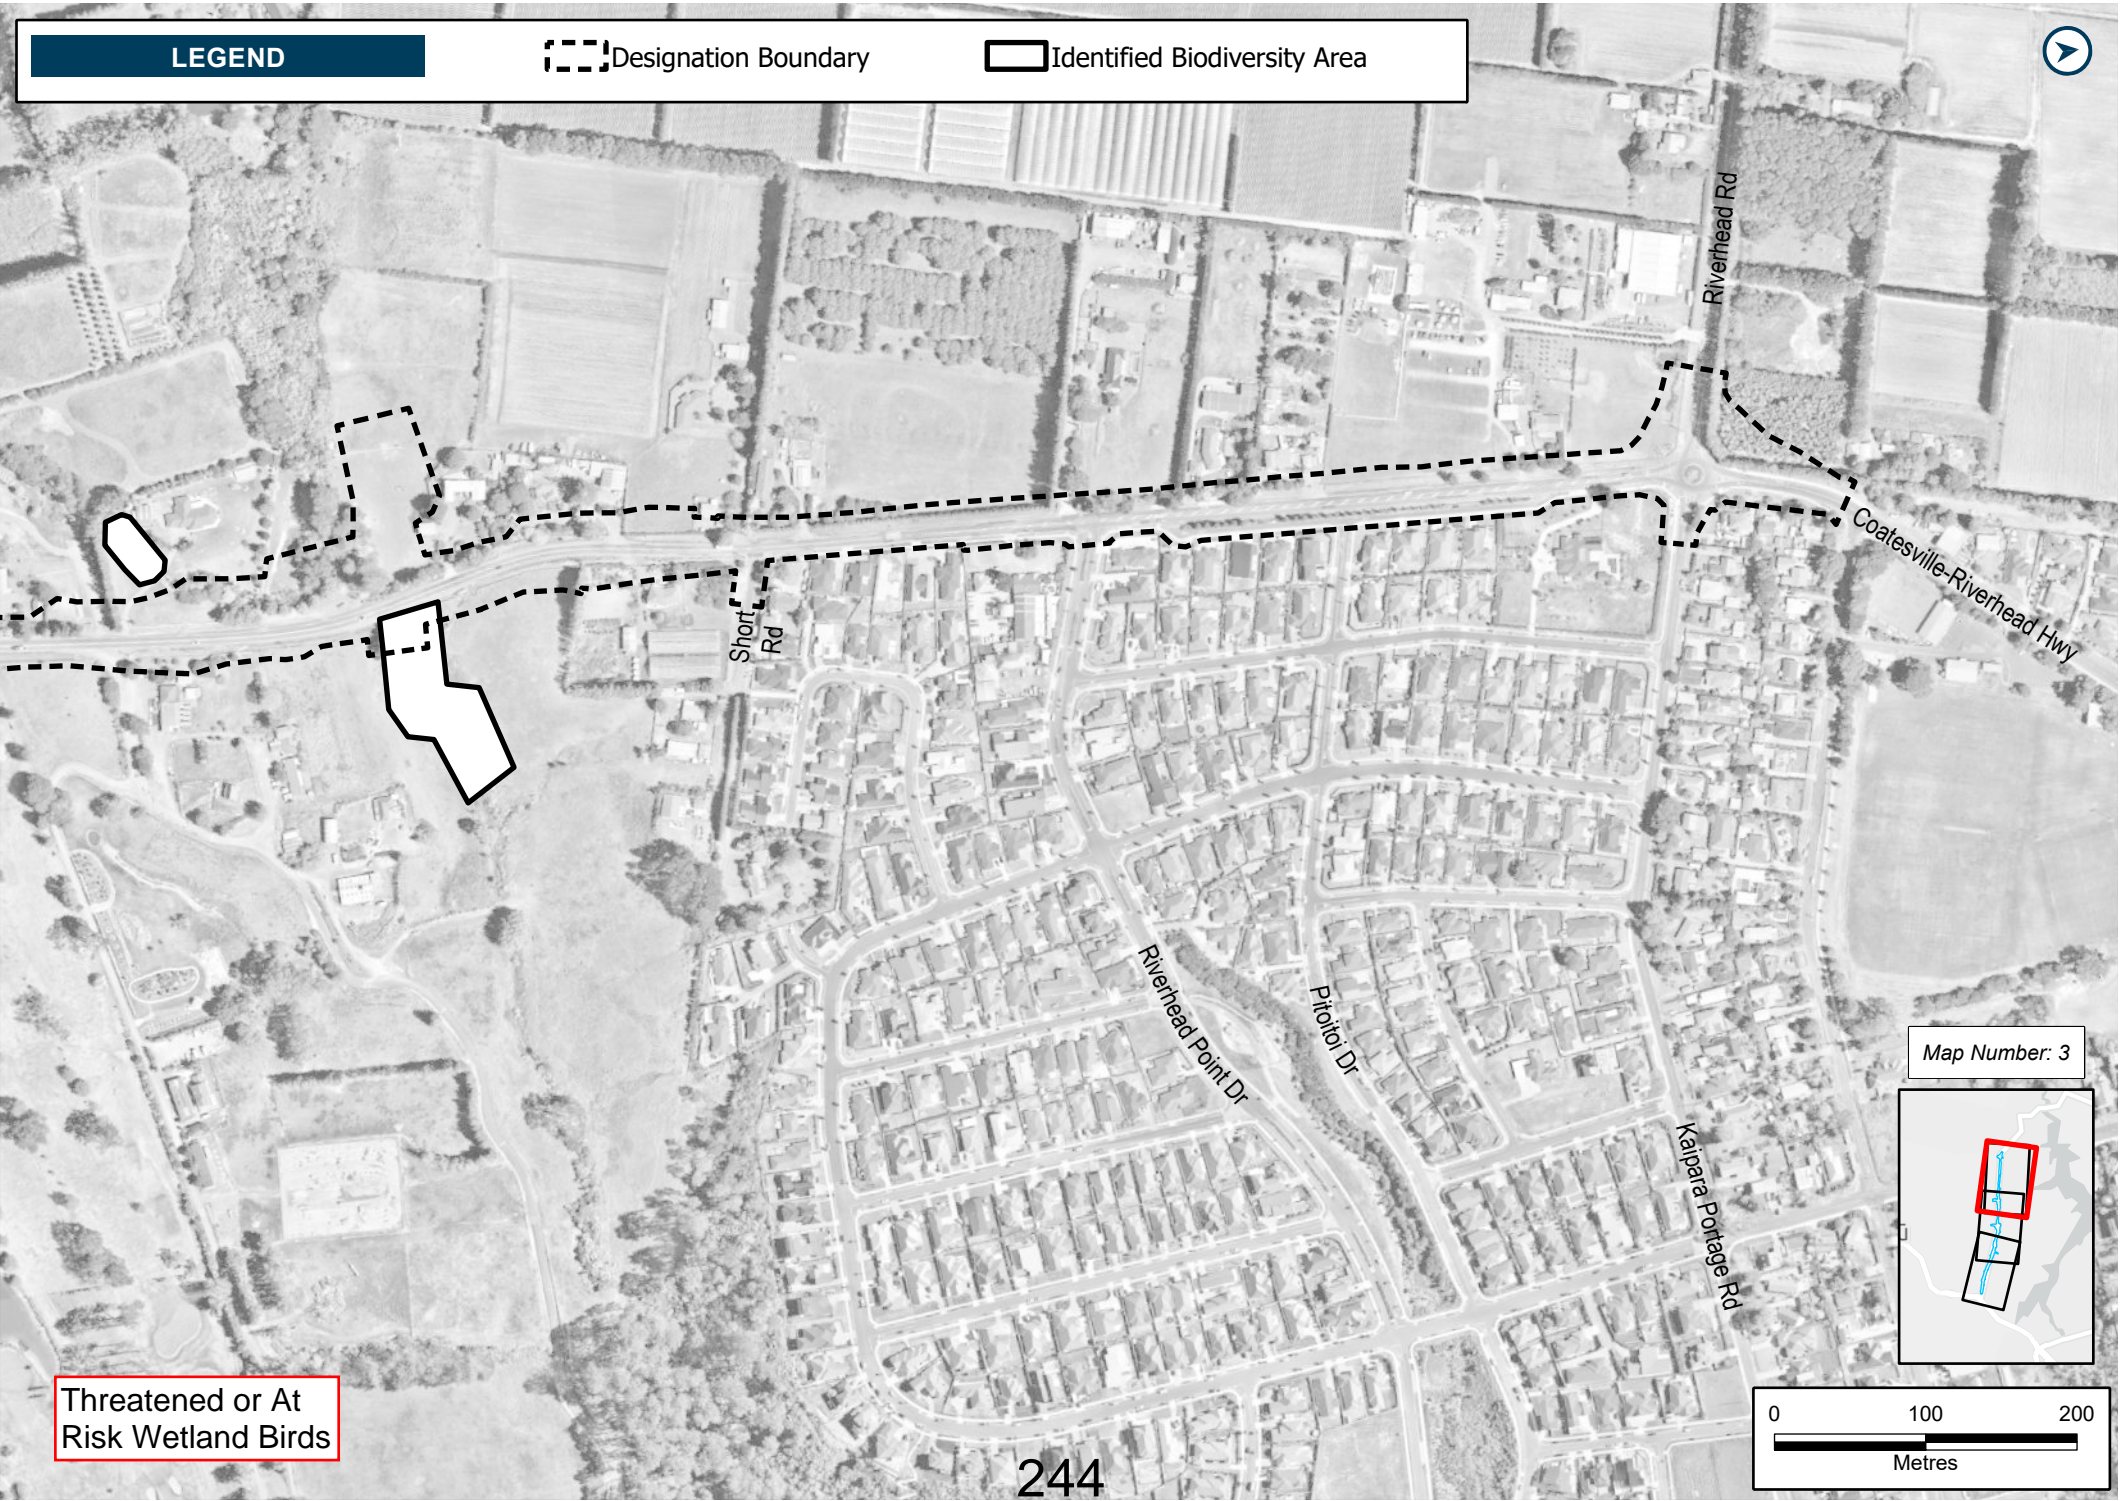 LEGEND
Designation Boundary
Identified Biodiversity Area
Riverhead Rd
Coatesville-Riverhead Hwy
Short
Rd
Riverhead Point Dr
Pitoitoi Dr
Kaipara Portage Rd
Map Number: 3
Threatened or At
Risk Wetland Birds
0 100 200
Metres
244